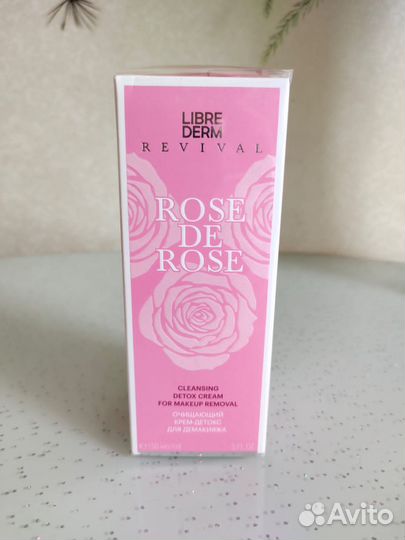 LIBRE
DERM
REVIVAL
ROSE
DE
ROSE
CLEANSING
DETOX CREAM
FOR MAKEUP REMOVAL
ОЧИЩАЮЩИЙ
КРЕМ-ДЕТОКС
ДЛЯ ДЕМАКИЯЖА
Avito